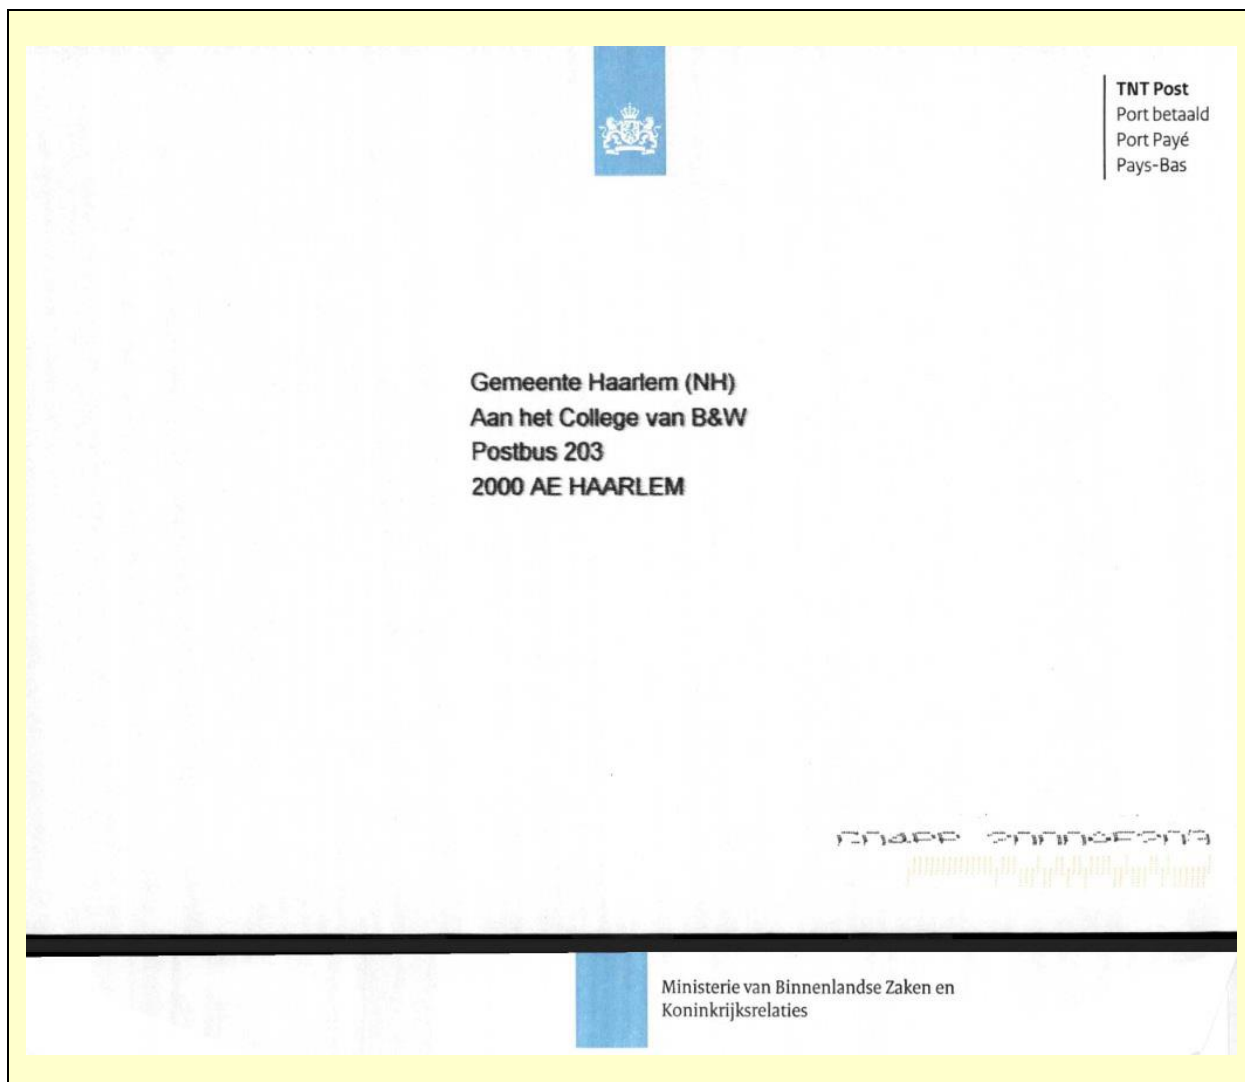 TNT Post
Port betaald
Port Payé
Pays-Bas
Gemeente Haarlem (NH)
Aan het College van B&W
Postbus 203
2000 AE HAARLEM
Ministerie van Binnenlandse Zaken en
Koninkrijksrelaties